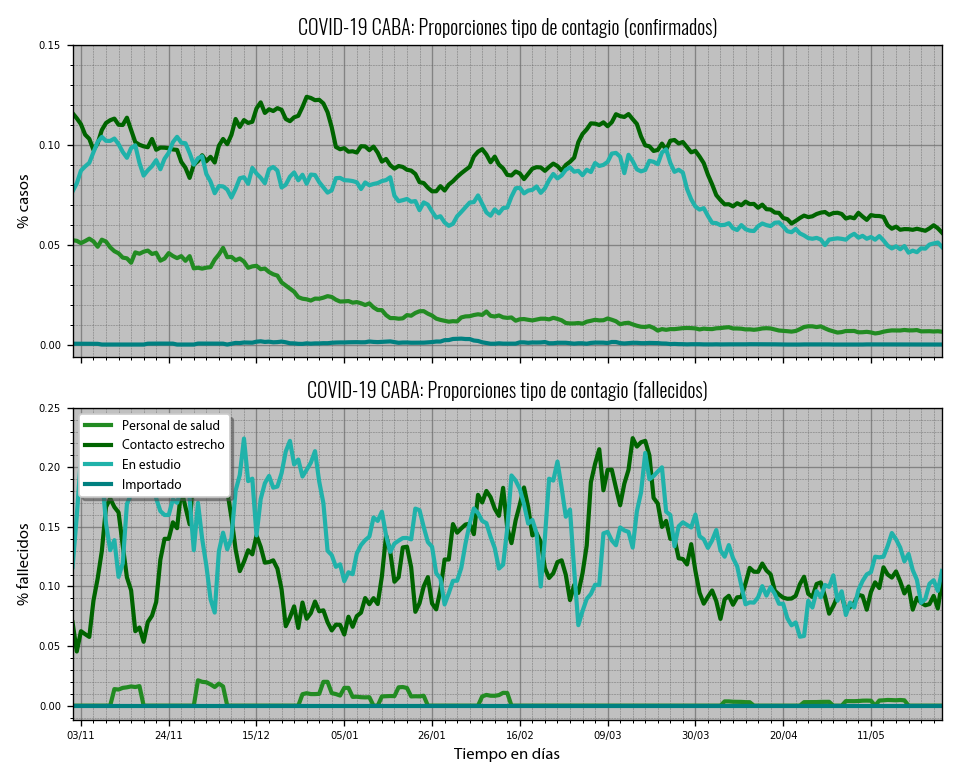 COVID-19 CABA: Proporciones tipo de contagio (confirmados)
0.15
0.10
0.05
0.00
% casos
COVID-19 CABA: Proporciones tipo de contagio (fallecidos)
0.25
0.20
0.15
0.10
0.05
0.00
% fallecidos
Personal de salud
Contacto estrecho
En estudio
Importado
03/11 24/11 15/12 05/01 26/01 16/02 09/03 30/03 20/04 11/05
Tiempo en días